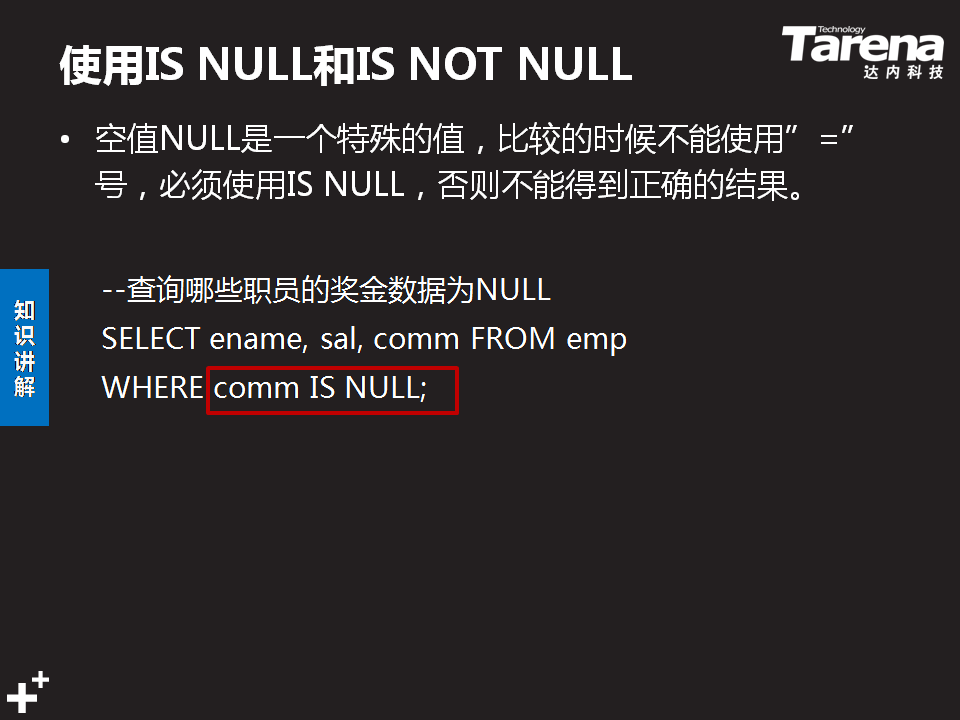 使用IS NULL和IS NOT NULL
Technology
Tarena
达内科技
• 空值NULL是一个特殊的值，比较的时候不能使用”=”
号，必须使用IS NULL，否则不能得到正确的结果。
--查询哪些职员的奖金数据为NULL
SELECT ename, sal, comm FROM emp
WHERE comm IS NULL;
知识讲解